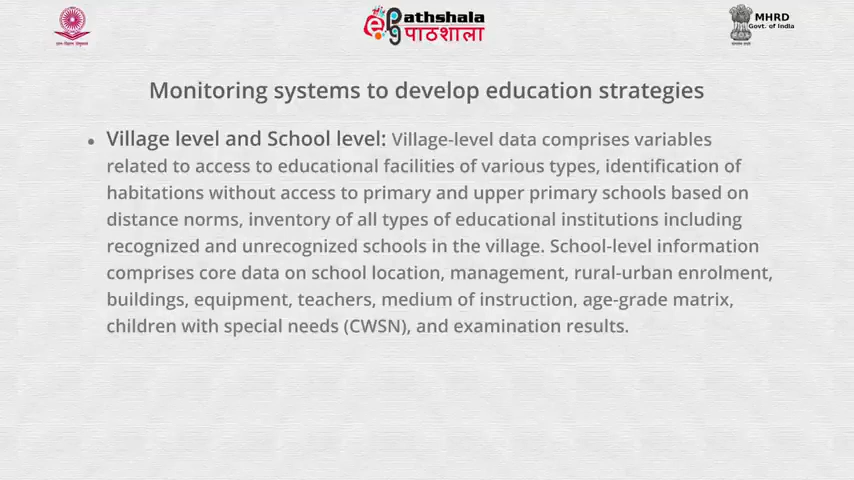 ePathshala
पाठशाला
MHRD
Govt. of India
Monitoring systems to develop education strategies
• Village level and School level: Village-level data comprises variables
related to access to educational facilities of various types, identification of
habitations without access to primary and upper primary schools based on
distance norms, inventory of all types of educational institutions including
recognized and unrecognized schools in the village. School-level information
comprises core data on school location, management, rural-urban enrolment,
buildings, equipment, teachers, medium of instruction, age-grade matrix,
children with special needs (CWSN), and examination results.